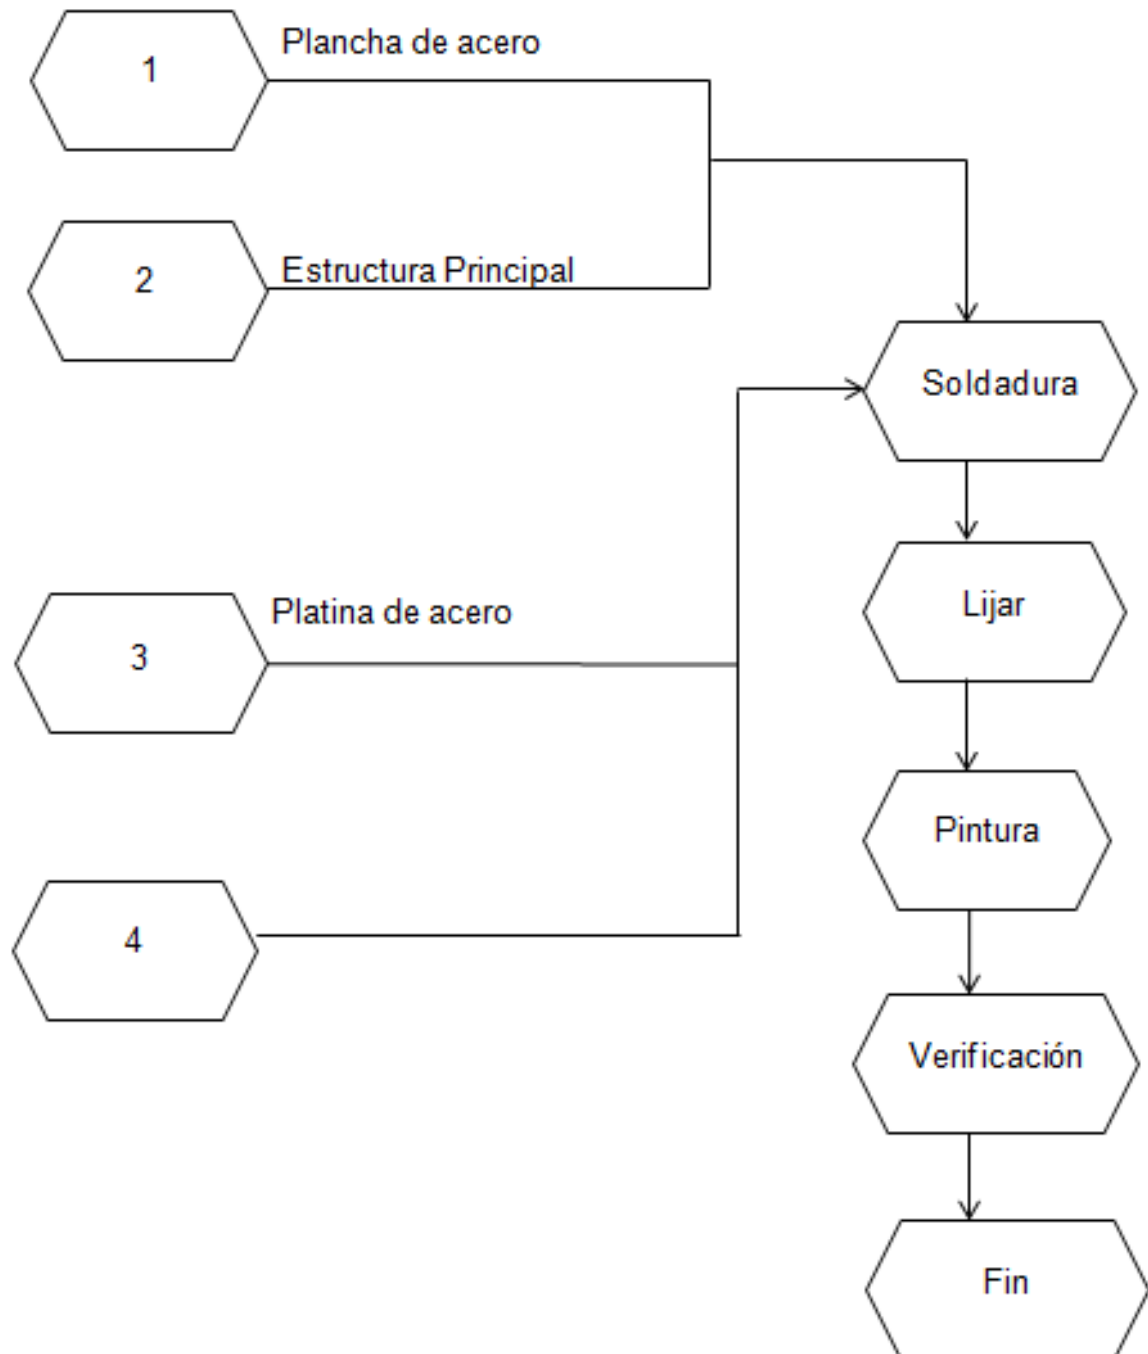 1
Plancha de acero
2
Estructura Principal
Soldadura
Lijar
3
Platina de acero
Pintura
4
Verificación
Fin